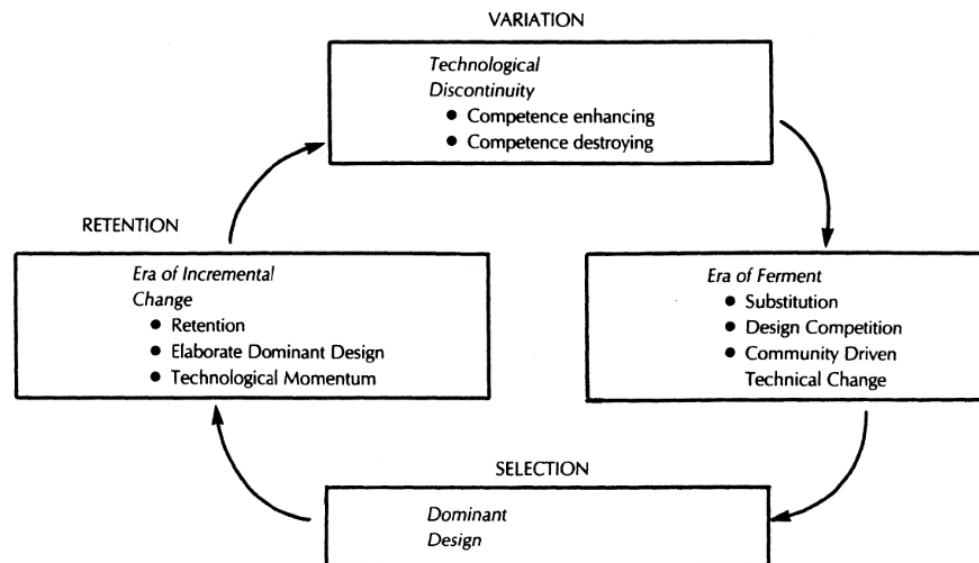 VARIATION
Technological
Discontinuity
● Competence enhancing
● Competence destroying
RETENTION
Era of Incremental
Change
● Retention
● Elaborate Dominant Design
● Technological Momentum
Era of Ferment
● Substitution
● Design Competition
● Community Driven
Technical Change
SELECTION
Dominant
Design